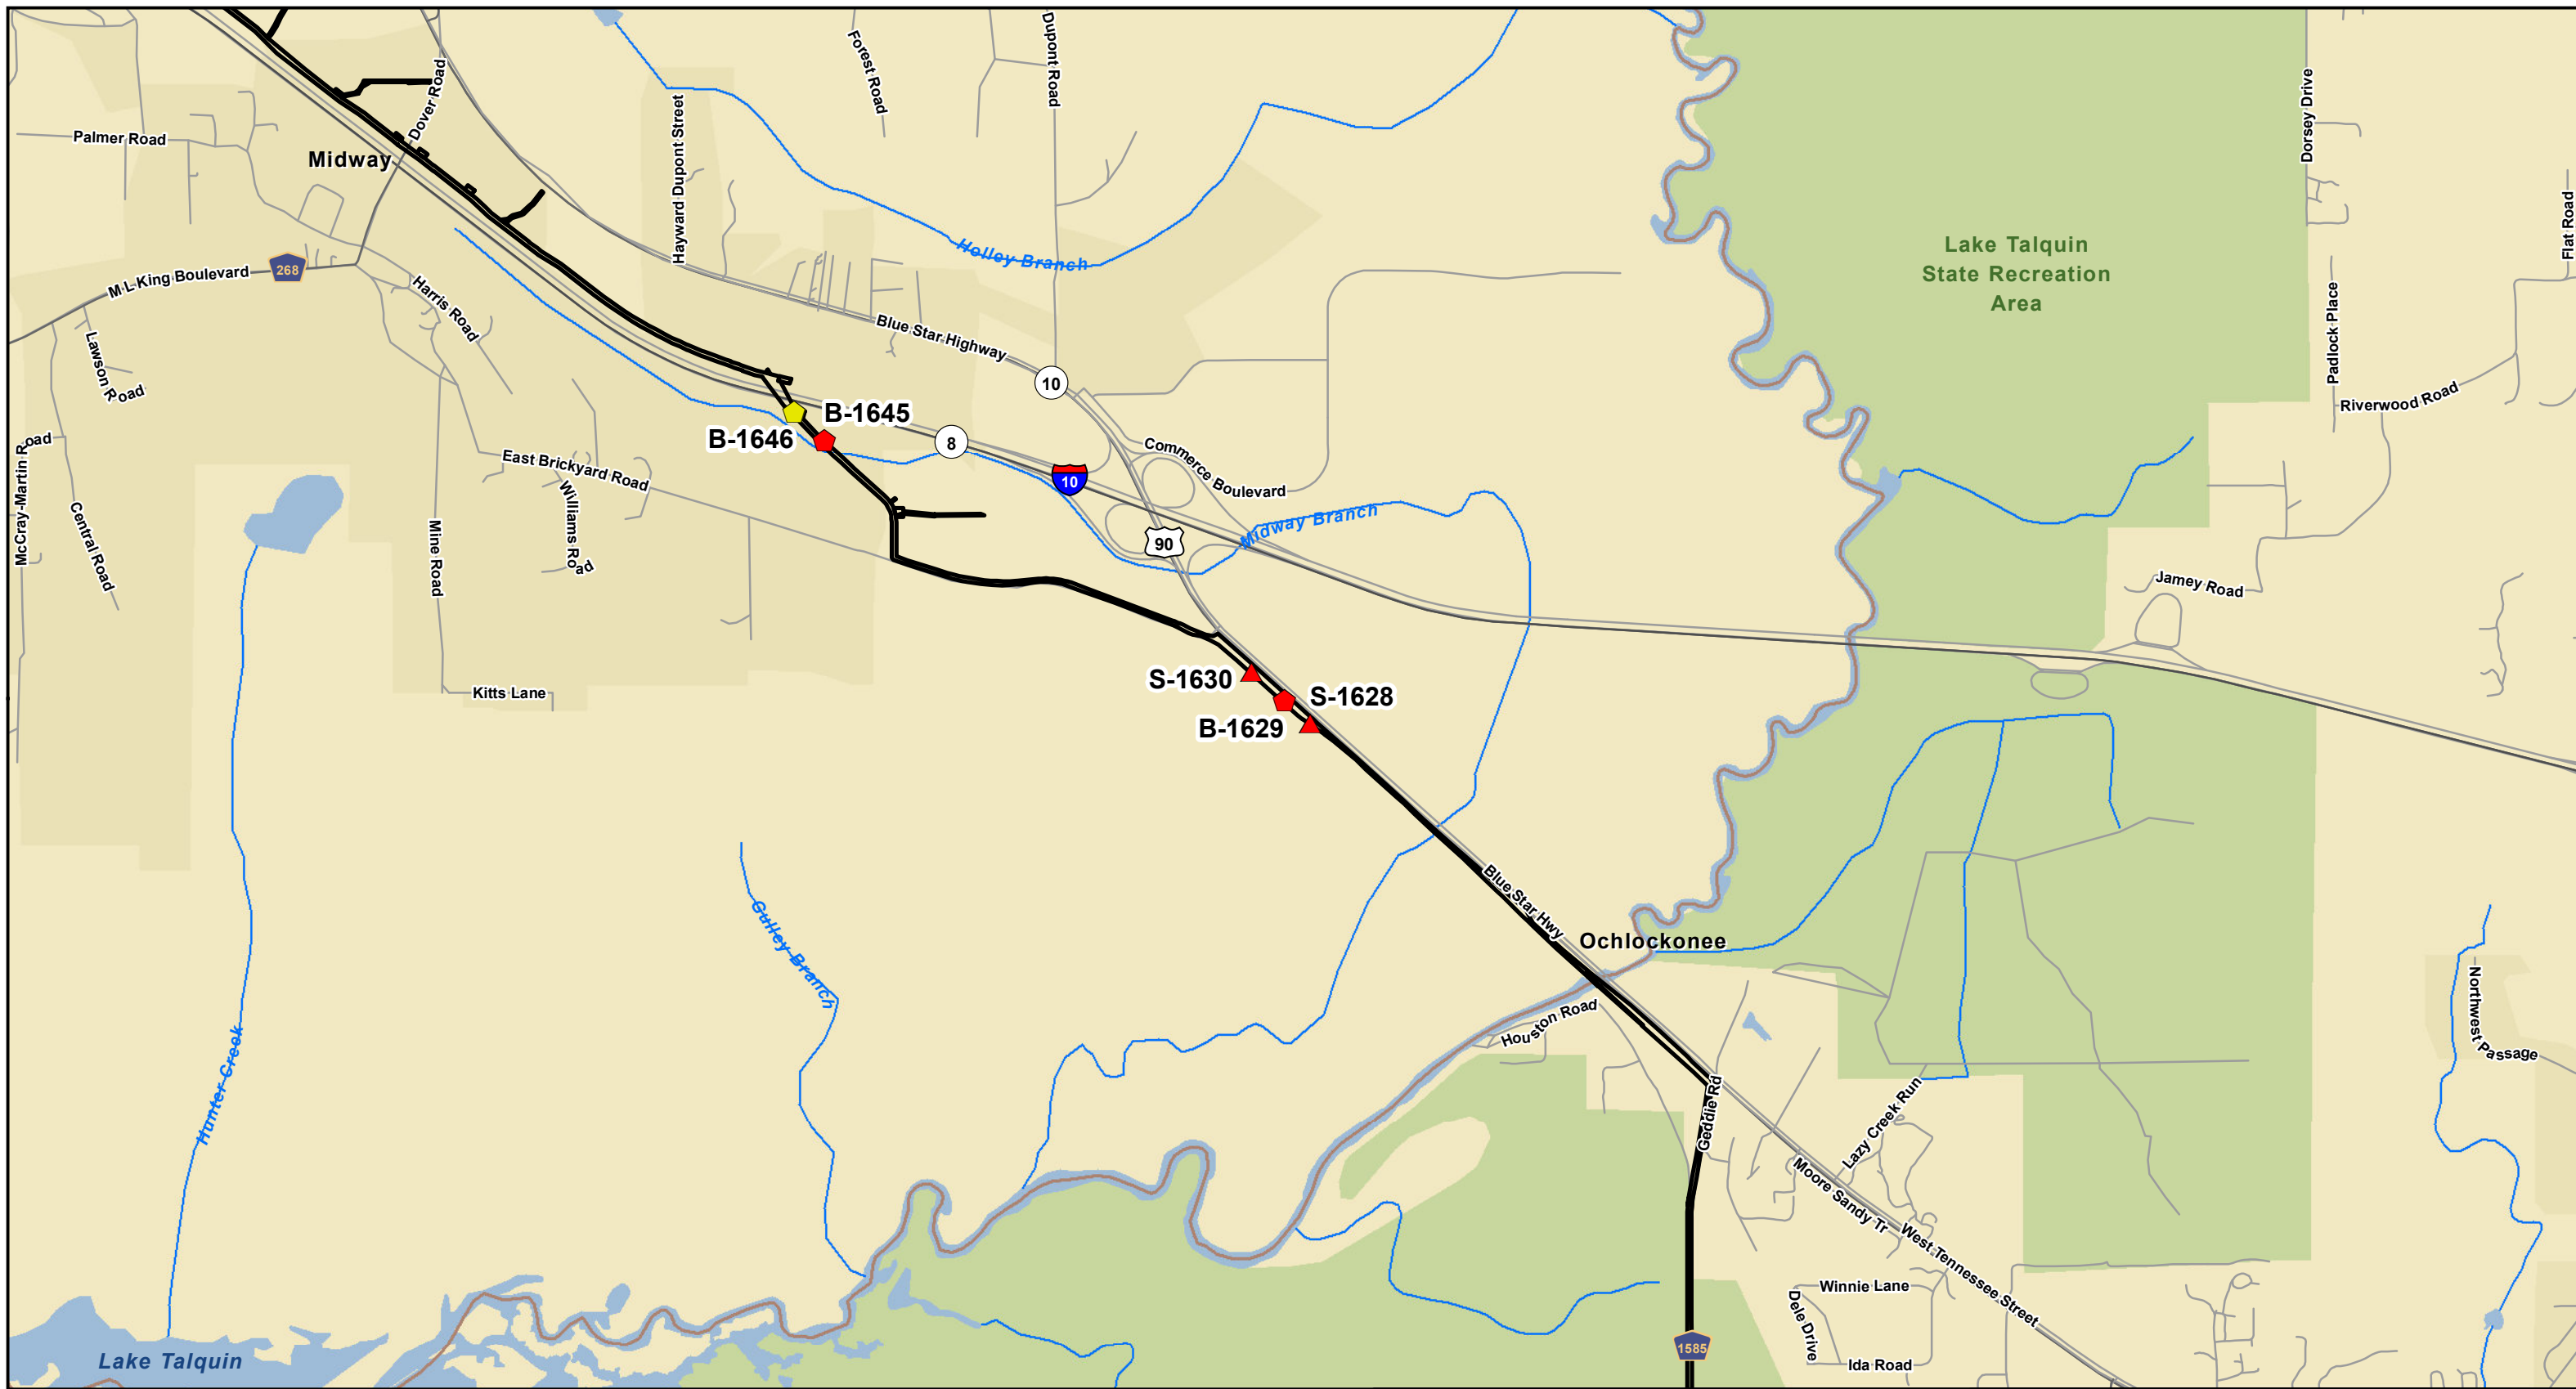 Dupont Road
Forest Road
Dover Road
Dorsey Drive
Palmer Road
Midway
Hayward Dupont Street
Flat Road
Lake Talquin
State Recreation
Area
Holley Branch
268
M L King Boulevard
Harris Road
Padlock Place
Blue Star Highway
Lawson Road
10
Riverwood Road
B-1645
B-1646
8
McCray-Martin Road
Commerce Boulevard
East Brickyard Road
10
Williams Road
Central Road
Mine Road
Midway Branch
90
Jamey Road
S-1630
Kitts Lane
S-1628
B-1629
Blue Star Hwy
Gulley Branch
Ochlockonee
Northwest Passage
Houston Road
Hunter Creek
Geddie Rd
Lazy Creek Run
Moore Sandy Tr
West Tennessee Street
Winnie Lane
Dele Drive
1585
Lake Talquin
Ida Road